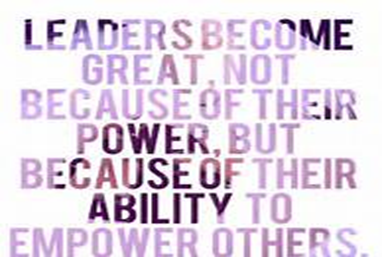 LEADERS BECOME
GREAT, NOT
BECAUSE OF THEIR
POWER, BUT
BECAUSE OF THEIR
ABILITY TO
EMPOWER OTHERS.